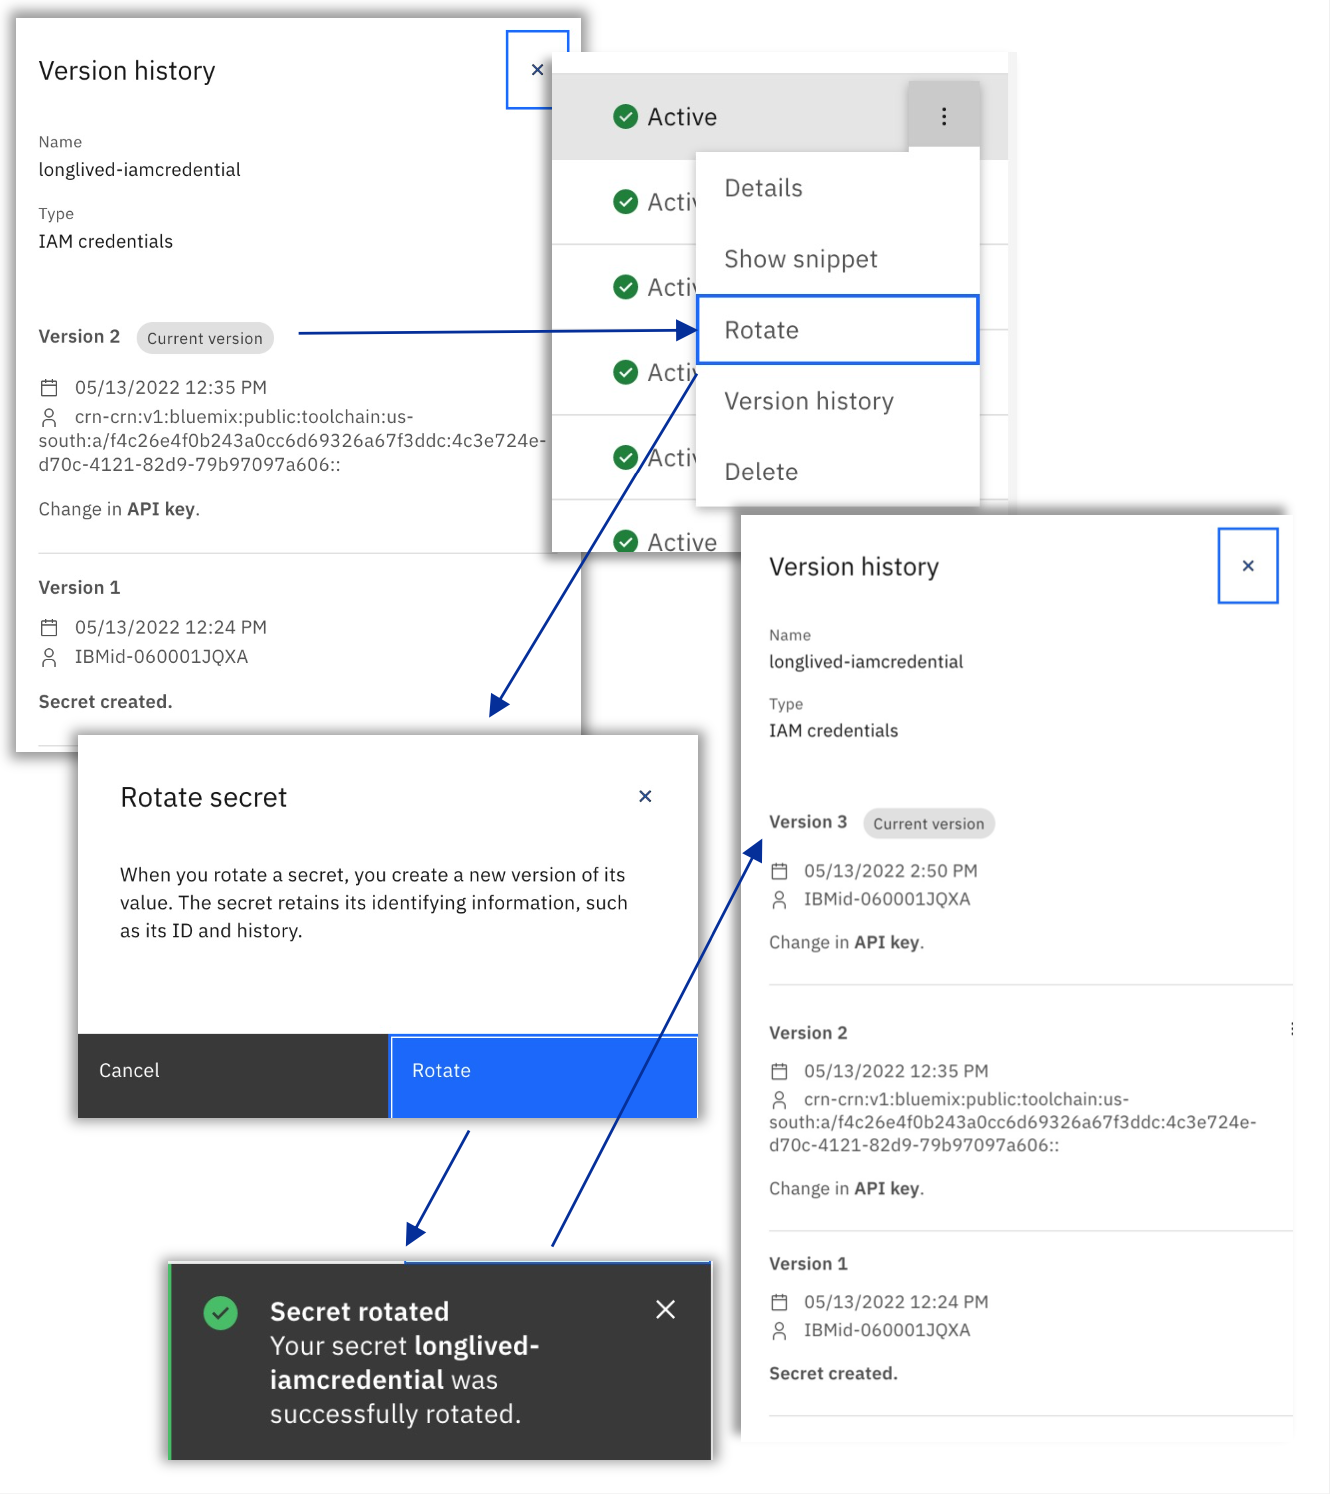 Version history
Name
longlived-iamcredential
Type
IAM credentials
Version 2 Current version
05/13/2022 12:35 PM
crn-crn:v1:bluemix:public:toolchain:us-
south:a/f4c26e4f0b243a0cc6d69326a67f3ddc:4c3e724e-
d70c-4121-82d9-79b97097a606::
Change in API key.
Version 1
05/13/2022 12:24 PM
IBMid-060001JQXA
Secret created.
Active
Details
Show snippet
Rotate
Version history
Delete
Active
Rotate secret
When you rotate a secret, you create a new version of its
value. The secret retains its identifying information, such
as its ID and history.
Cancel
Rotate
Secret rotated
Your secret longlived-
iamcredential was
successfully rotated.
Version history
Name
longlived-iamcredential
Type
IAM credentials
Version 3 Current version
05/13/2022 2:50 PM
IBMid-060001JQXA
Change in API key.
Version 2
05/13/2022 12:35 PM
crn-crn:v1:bluemix:public:toolchain:us-
south:a/f4c26e4f0b243a0cc6d69326a67f3ddc:4c3e724e-
d70c-4121-82d9-79b97097a606::
Change in API key.
Version 1
05/13/2022 12:24 PM
IBMid-060001JQXA
Secret created.